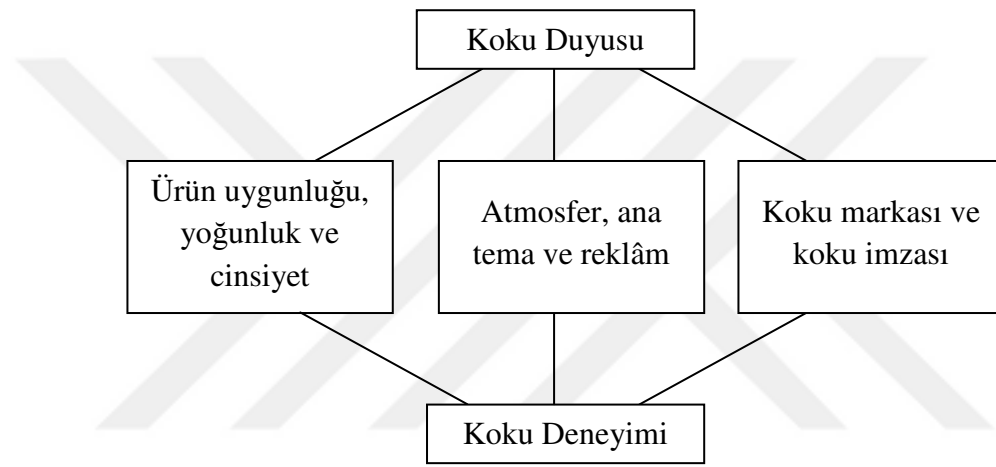 Koku Duyusu
Ürün uygunluğu,
yoğunluk ve
cinsiyet
Atmosfer, ana
tema ve reklâm
Koku markası ve
koku imzası
Koku Deneyimi